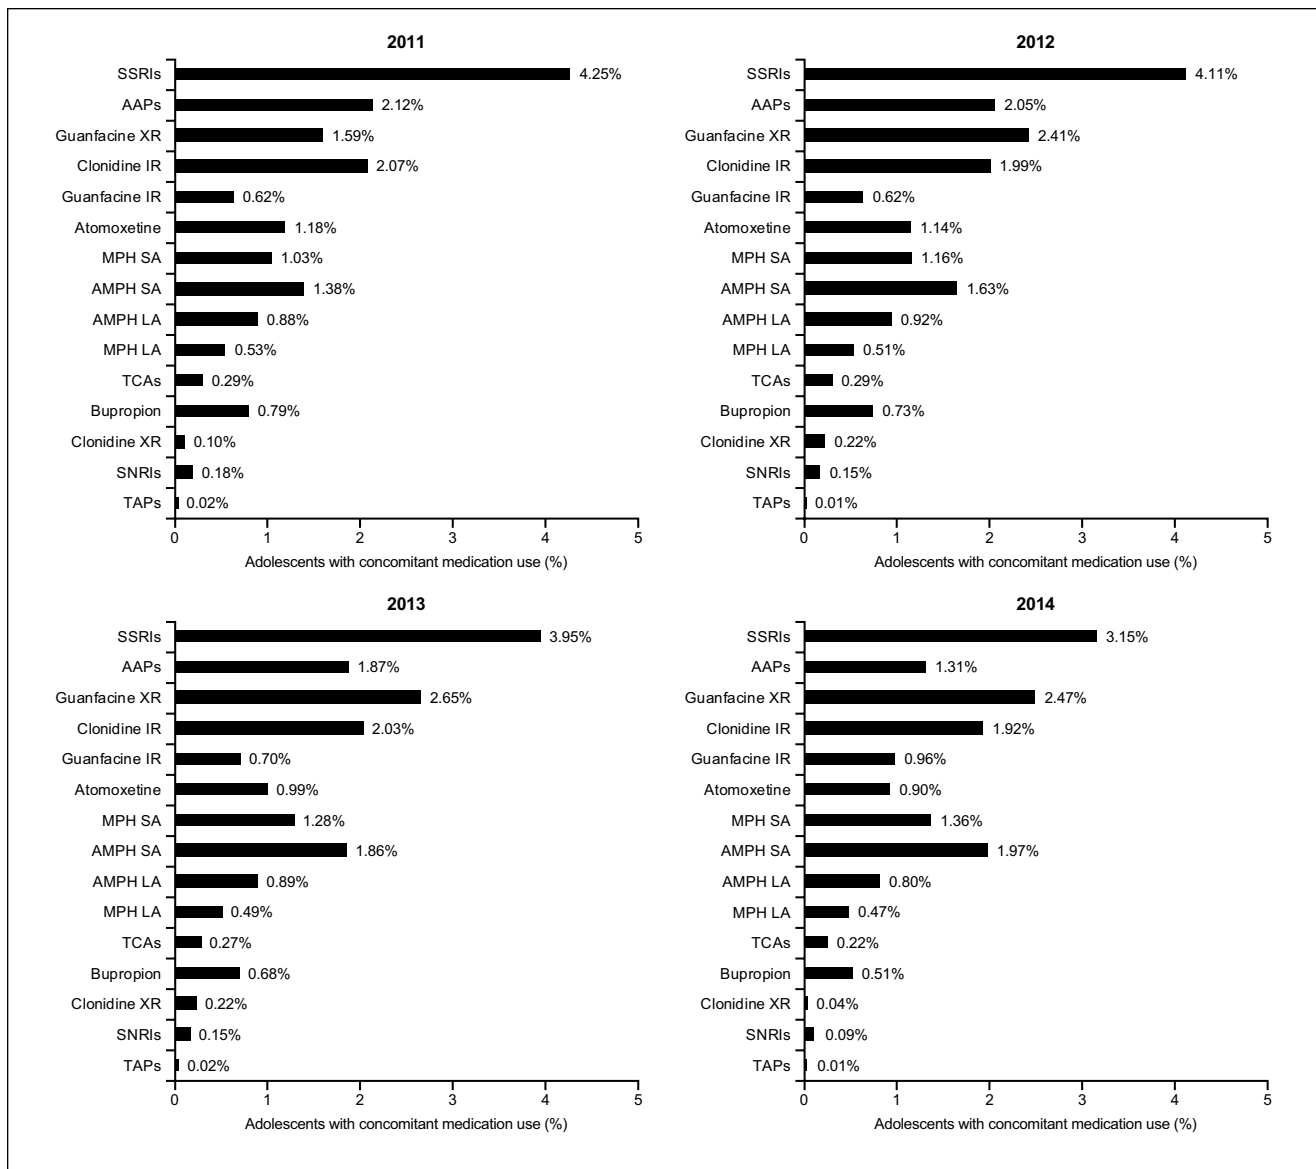 2011
SSRIs 4.25%
AAPs 2.12%
Guanfacine XR 1.59%
Clonidine IR 2.07%
Guanfacine IR 0.62%
Atomoxetine 1.18%
MPH SA 1.03%
AMPH SA 1.38%
AMPH LA 0.88%
MPH LA 0.53%
TCAs 0.29%
Bupropion 0.79%
Clonidine XR 0.10%
SNRIs 0.18%
TAPs 0.02%
0 1 2 3 4 5
Adolescents with concomitant medication use (%)
2012
SSRIs 4.11%
AAPs 2.05%
Guanfacine XR 2.41%
Clonidine IR 1.99%
Guanfacine IR 0.62%
Atomoxetine 1.14%
MPH SA 1.16%
AMPH SA 1.63%
AMPH LA 0.92%
MPH LA 0.51%
TCAs 0.29%
Bupropion 0.73%
Clonidine XR 0.22%
SNRIs 0.15%
TAPs 0.01%
0 1 2 3 4 5
Adolescents with concomitant medication use (%)
2013
SSRIs 3.95%
AAPs 1.87%
Guanfacine XR 2.65%
Clonidine IR 2.03%
Guanfacine IR 0.70%
Atomoxetine 0.99%
MPH SA 1.28%
AMPH SA 1.86%
AMPH LA 0.89%
MPH LA 0.49%
TCAs 0.27%
Bupropion 0.68%
Clonidine XR 0.22%
SNRIs 0.15%
TAPs 0.02%
0 1 2 3 4 5
Adolescents with concomitant medication use (%)
2014
SSRIs 3.15%
AAPs 1.31%
Guanfacine XR 2.47%
Clonidine IR 1.92%
Guanfacine IR 0.96%
Atomoxetine 0.90%
MPH SA 1.36%
AMPH SA 1.97%
AMPH LA 0.80%
MPH LA 0.47%
TCAs 0.22%
Bupropion 0.51%
Clonidine XR 0.04%
SNRIs 0.09%
TAPs 0.01%
0 1 2 3 4 5
Adolescents with concomitant medication use (%)